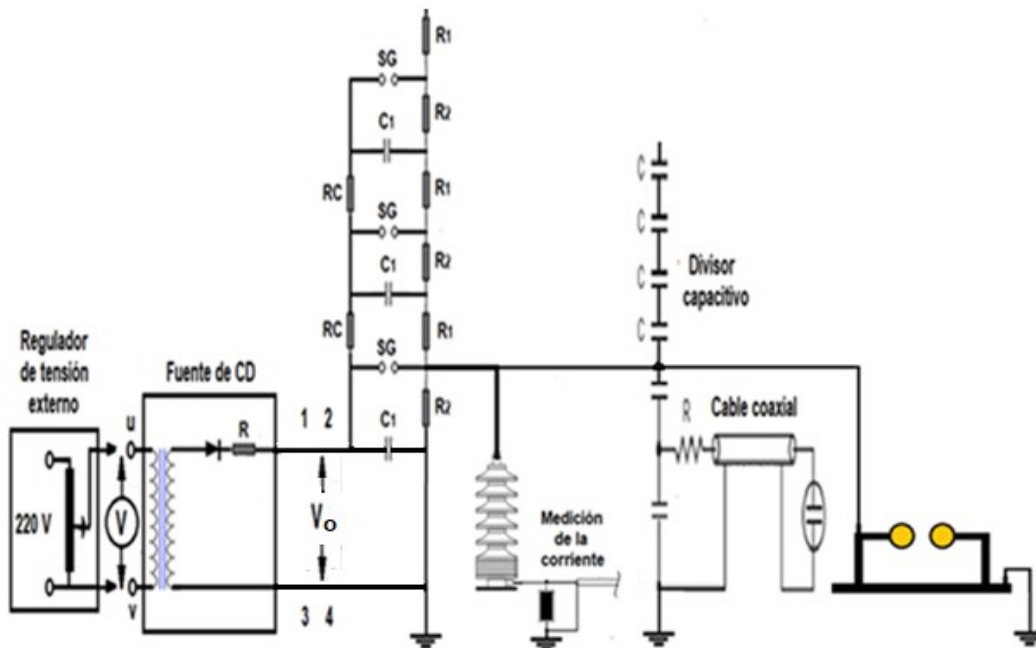 R1
SG
R2
C1
RC
R1
SG
R2
C1
RC
R1
SG
R2
C1
C
C
C
C
Divisor
capacitivo
Regulador
de tensión
externo
Fuente de CD
u
R
1 2
220 V
V
Vo
v
3 4
Medición
de la
corriente
R
Cable coaxial